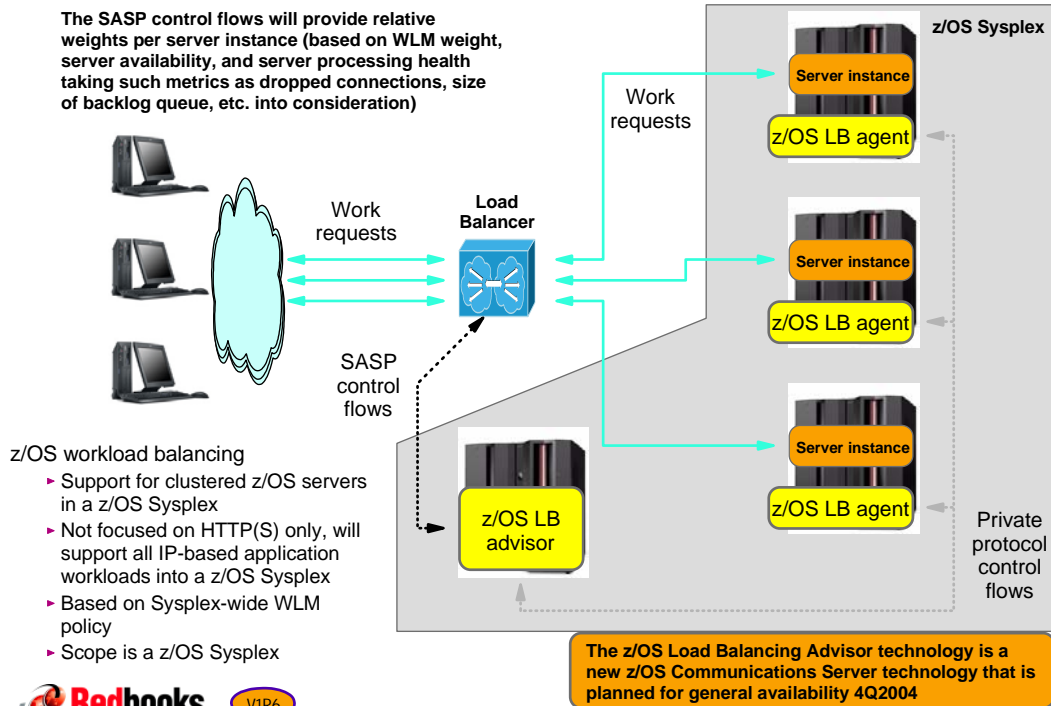 The SASP control flows will provide relative
weights per server instance (based on WLM weight,
server availability, and server processing health
taking such metrics as dropped connections, size
of backlog queue, etc. into consideration)
z/OS Sysplex
Server instance
z/OS LB agent
Work
requests
Work
requests
Load
Balancer
Server instance
z/OS LB agent
SASP
control
flows
Server instance
z/OS LB agent
z/OS LB
advisor
Private
protocol
control
flows
z/OS workload balancing
► Support for clustered z/OS servers
in a z/OS Sysplex
► Not focused on HTTP(S) only, will
support all IP-based application
workloads into a z/OS Sysplex
► Based on Sysplex-wide WLM
policy
► Scope is a z/OS Sysplex
The z/OS Load Balancing Advisor technology is a
new z/OS Communications Server technology that is
planned for general availability 4Q2004
Redbooks
V1R6